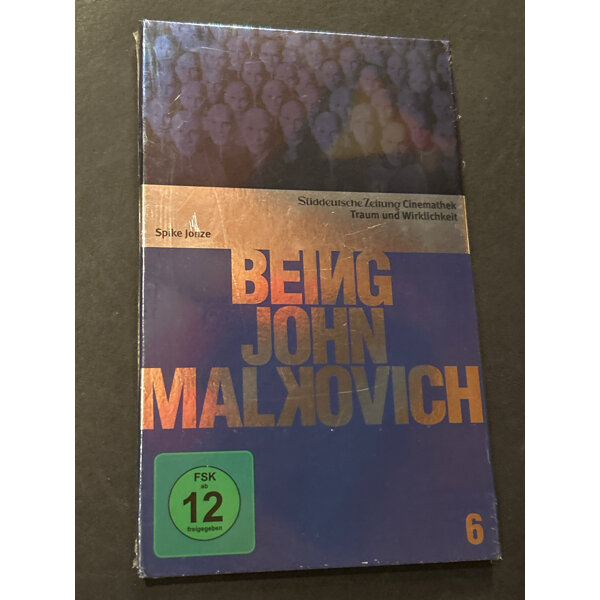 Süddeutsche Zeitung Cinemathek
Traum und Wirklichkeit
Spike Jonze
BEING
JOHN
MALKOVICH
FSK
ab
12
freigegeben
6